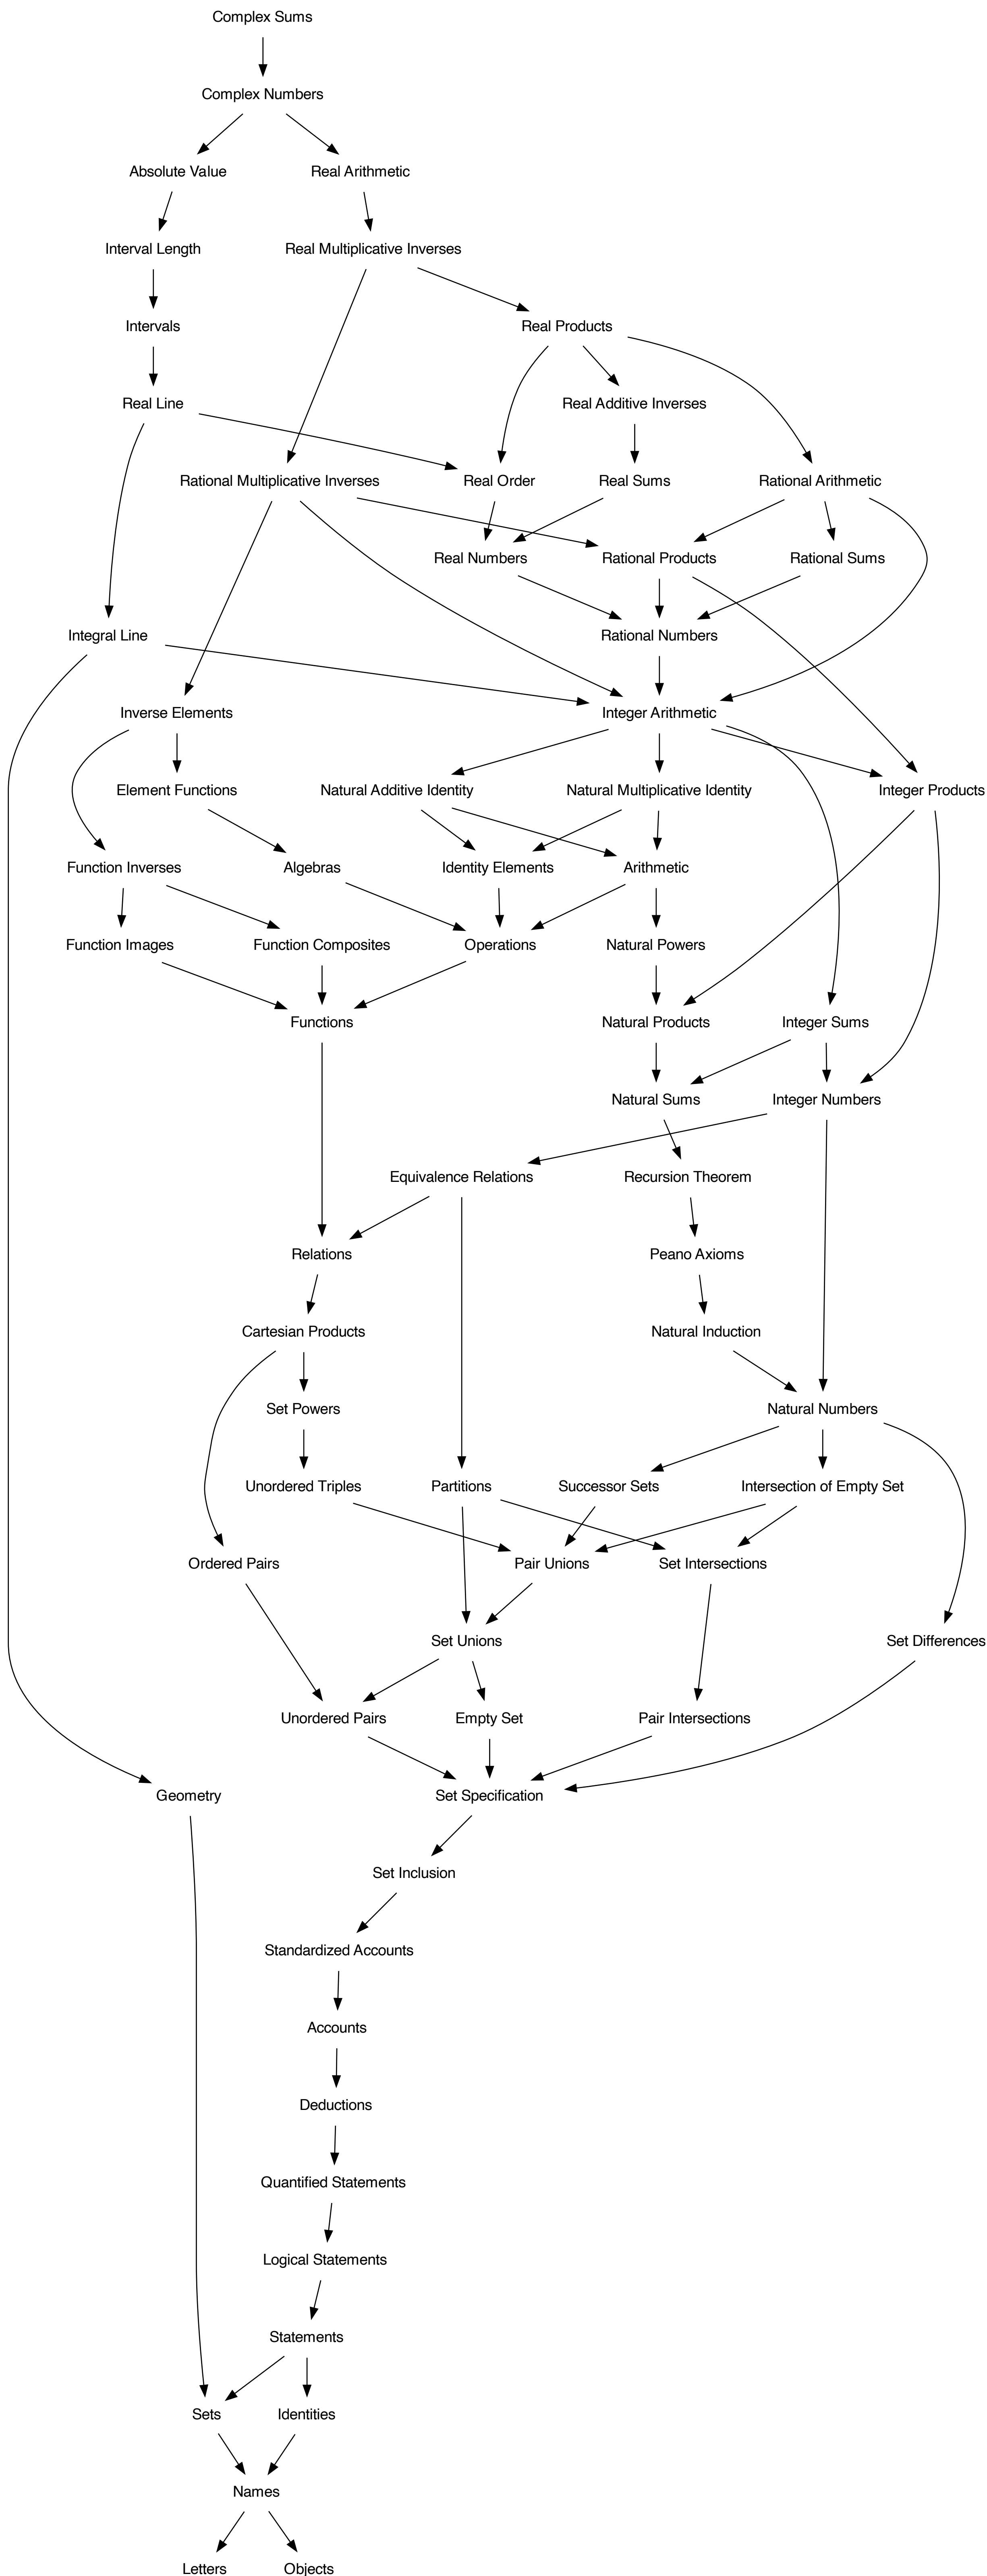 Complex Sums
Complex Numbers
Absolute Value
Real Arithmetic
Interval Length
Real Multiplicative Inverses
Intervals
Real Products
Real Line
Real Additive Inverses
Rational Multiplicative Inverses
Real Order
Real Sums
Rational Arithmetic
Real Numbers
Rational Products
Rational Sums
Integral Line
Rational Numbers
Inverse Elements
Integer Arithmetic
Element Functions
Natural Additive Identity
Natural Multiplicative Identity
Integer Products
Function Inverses
Algebras
Identity Elements
Arithmetic
Function Images
Function Composites
Operations
Natural Powers
Functions
Natural Products
Integer Sums
Natural Sums
Integer Numbers
Equivalence Relations
Recursion Theorem
Relations
Peano Axioms
Cartesian Products
Natural Induction
Set Powers
Natural Numbers
Unordered Triples
Partitions
Successor Sets
Intersection of Empty Set
Ordered Pairs
Pair Unions
Set Intersections
Set Unions
Set Differences
Unordered Pairs
Empty Set
Pair Intersections
Geometry
Set Specification
Set Inclusion
Standardized Accounts
Accounts
Deductions
Quantified Statements
Logical Statements
Statements
Sets
Identities
Names
Letters
Objects